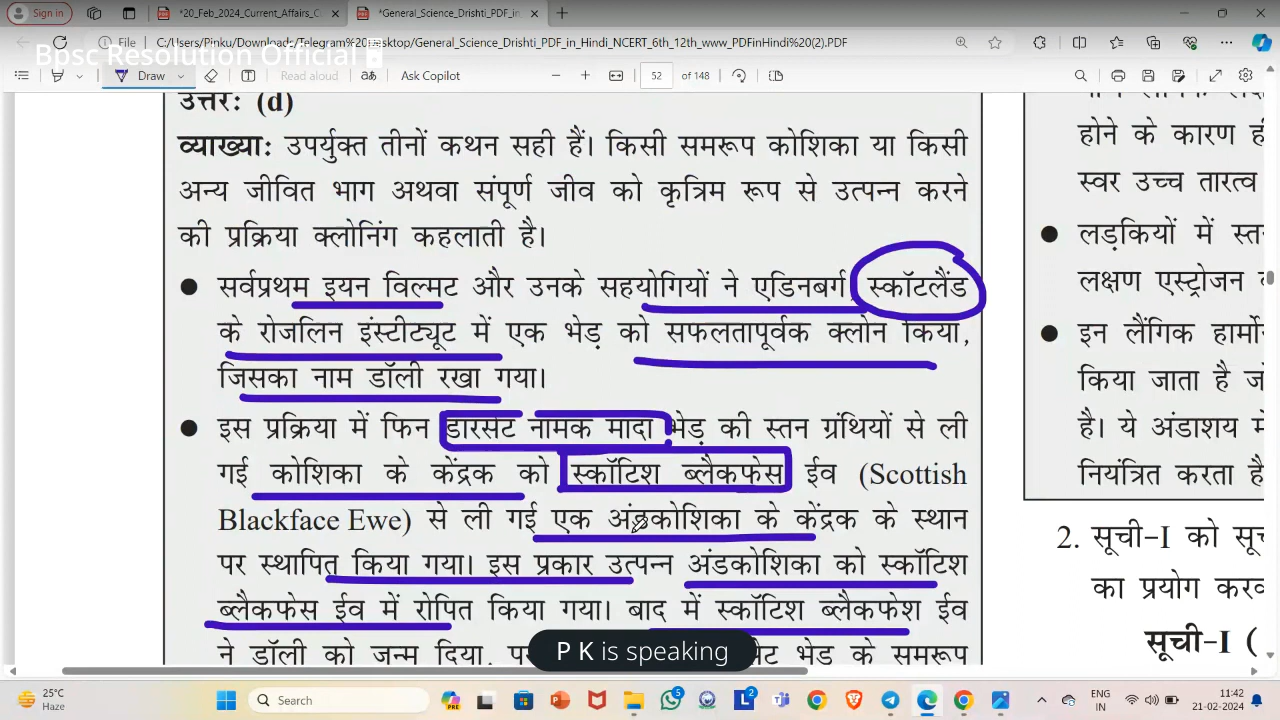 Sign in
*20_Feb_2024_Current_Affairs_C
*General_Science_Drishti_PDF_in_
File C:/Users/Pinku/Downloads/Telegram%20Desktop/General_Science_Drishti_PDF_in_Hindi_NCERT_6th_12th_www_PDFinHindi%20(2).PDF
Bpsc Resolution Official
Draw
Read aloud
Ask Copilot
52 of 148
उत्तरः (d)
व्याख्याः उपर्युक्त तीनों कथन सही हैं। किसी समरूप कोशिका या किसी
अन्य जीवित भाग अथवा संपूर्ण जीव को कृत्रिम रूप से उत्पन्न करने
की प्रक्रिया क्लोनिंग कहलाती है।
● सर्वप्रथम इयन विल्मट और उनके सहयोगियों ने एडिनबर्ग, स्कॉटलैंड
के रोजलिन इंस्टीट्यूट में एक भेड़ को सफलतापूर्वक क्लोन किया,
जिसका नाम डॉली रखा गया।
● इस प्रक्रिया में फिन डारसेट नामक मादा भेड़ की स्तन ग्रंथियों से ली
गई कोशिका के केंद्रक को स्कॉटिश ब्लैकफेस ईव (Scottish
Blackface Ewe) से ली गई एक अंडकोशिका के केंद्रक के स्थान
पर स्थापित किया गया। इस प्रकार उत्पन्न अंडकोशिका को स्कॉटिश
ब्लैकफेस ईव में रोपित किया गया। बाद में स्कॉटिश ब्लैकफेश ईव
ने डॉली को जन्म दिया, भेड़ के समरूप
होने के कारण ही
स्वर उच्च तारत्व
● लड़कियों में स्त
लक्षण एस्ट्रोजन
● इन लैंगिक हार्मो
किया जाता है ज
है। ये अंडाशय में
नियंत्रित करता है
2. सूची-I को सूच
का प्रयोग कर
सूची-I (
P K is speaking
25°C
Haze
Search
5
2
ENG
IN
21:42
21-02-2024